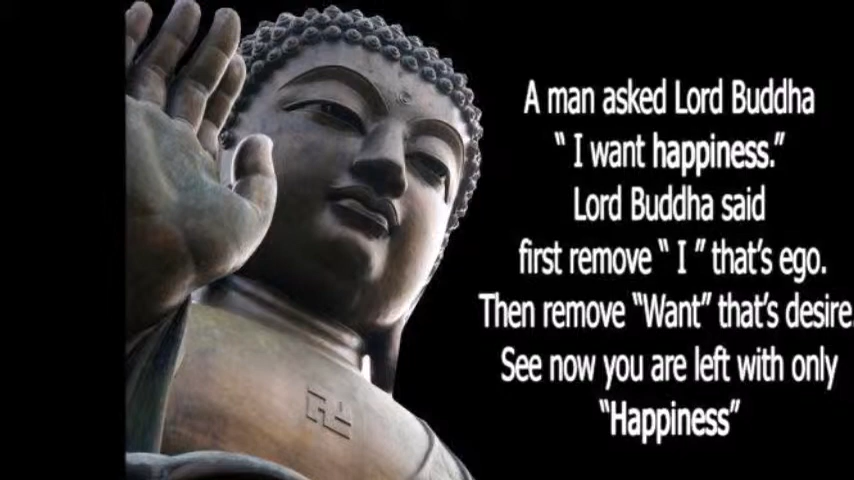 A man asked Lord Buddha
“ I want happiness.”
Lord Buddha said
first remove “ I ” that’s ego.
Then remove “Want” that’s desire.
See now you are left with only
“Happiness”